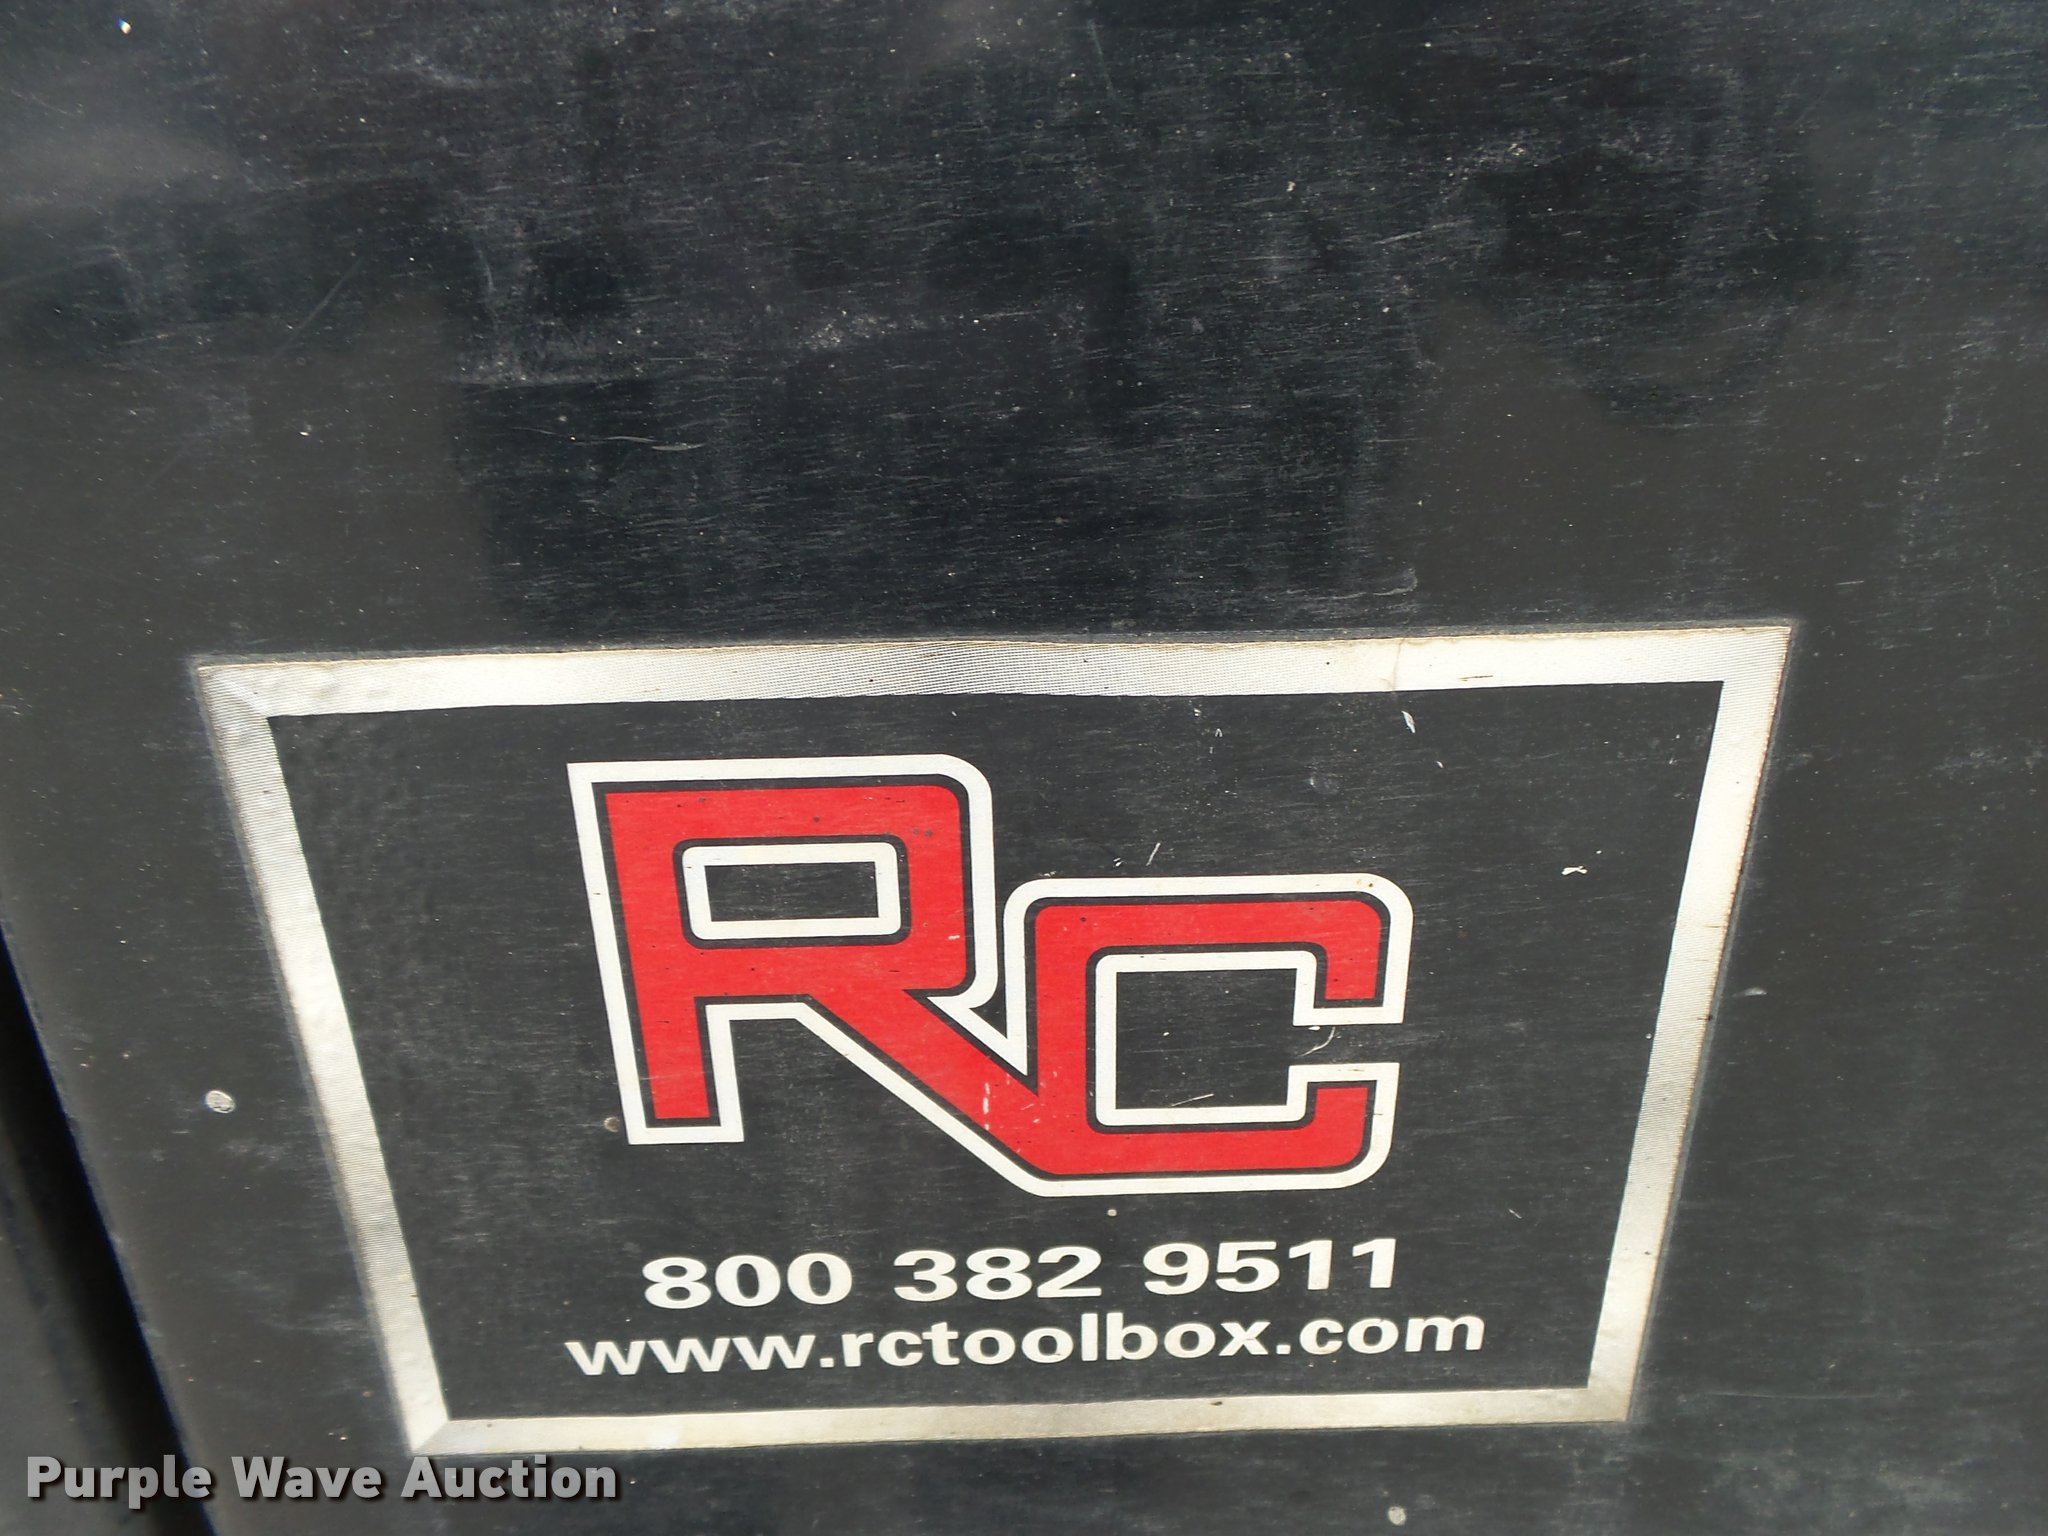 RC
800 382 9511
www.rctoolbox.com
Purple Wave Auction